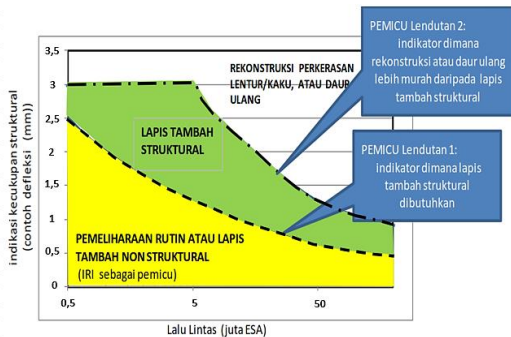 PEMICU Lendutan 2:
indikator dimana
rekonstruksi atau daur ulang
lebih murah daripada lapis
tambah struktural
REKONSTRUKSI PERKERASAN
LENTUR/KAKU, ATAU DAUR
ULANG
LAPIS TAMBAH
STRUKTURAL
PEMICU Lendutan 1:
indikator dimana lapis
tambah struktural
dibutuhkan
PEMELIHARAAN RUTIN ATAU LAPIS
TAMBAH NON STRUKTURAL
(IRI sebagai pemicu)
indikasi kecukupan struktural
(contoh defleksi (mm))
3,5
3
2,5
2
1,5
1
0,5
0
0,5
5
50
Lalu Lintas (juta ESA)